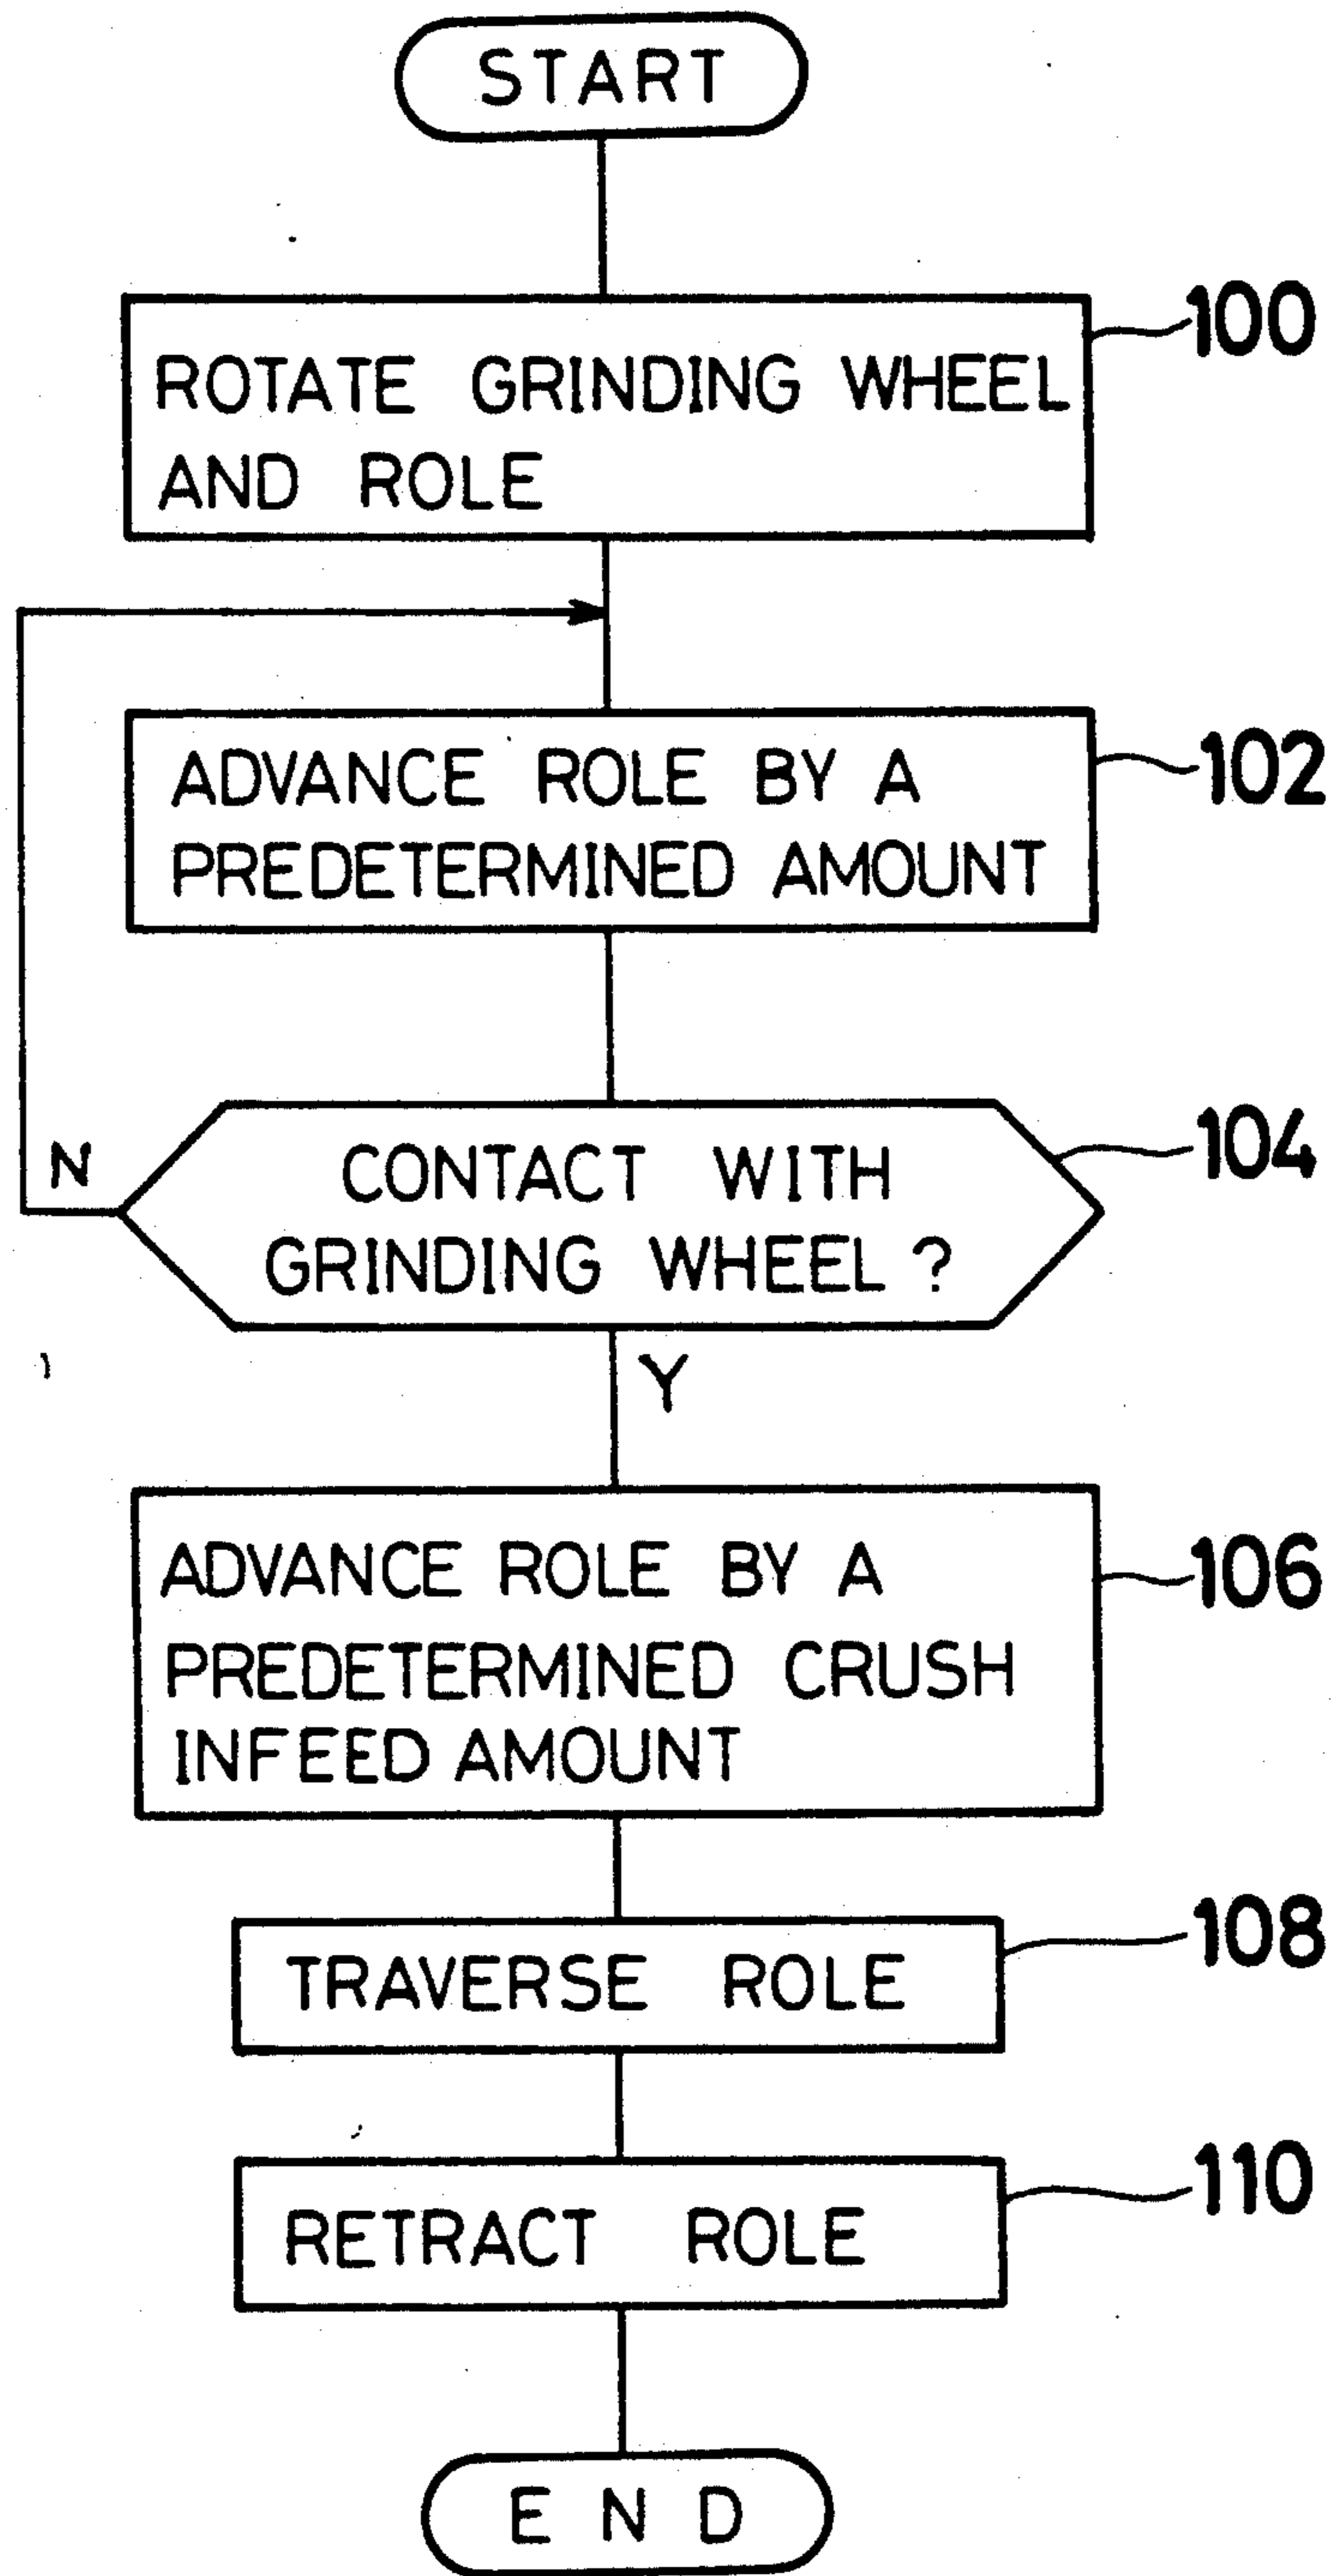 START
ROTATE GRINDING WHEEL
AND ROLE
100
ADVANCE ROLE BY A
PREDETERMINED AMOUNT
102
CONTACT WITH
GRINDING WHEEL ?
104
N
Y
ADVANCE ROLE BY A
PREDETERMINED CRUSH
INFEED AMOUNT
106
TRAVERSE ROLE
108
RETRACT ROLE
110
END